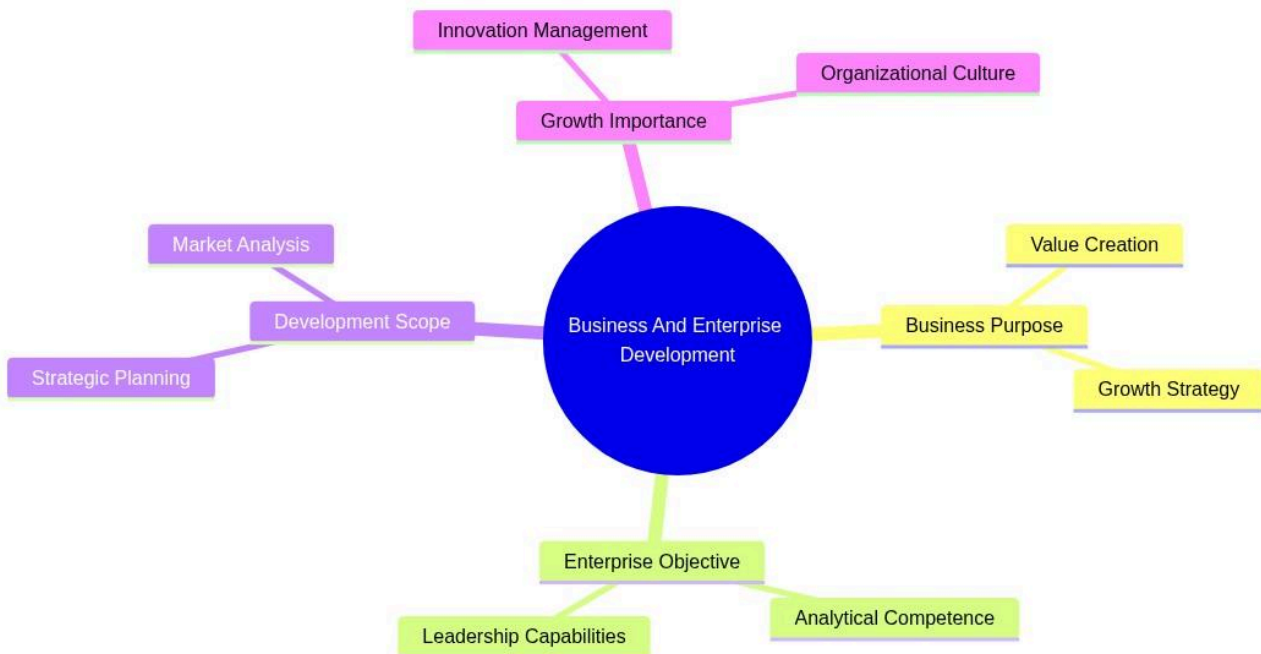 Innovation Management
Organizational Culture
Growth Importance
Market Analysis
Value Creation
Development Scope
Business And Enterprise
Development
Business Purpose
Strategic Planning
Growth Strategy
Enterprise Objective
Leadership Capabilities
Analytical Competence